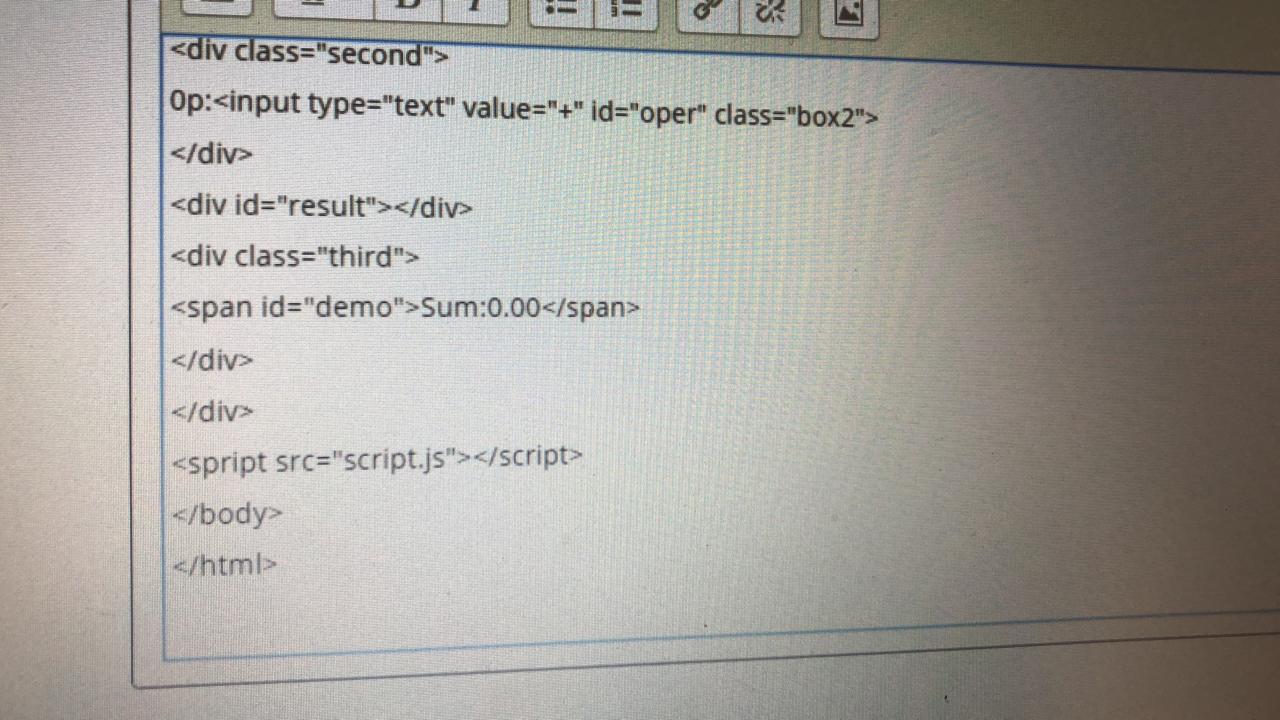 <div class="second">
0p:<input type="text" value="+" id="oper" class="box2">
</div>
<div id="result"></div>
<div class="third">
<span id="demo">Sum:0.00</span>
</div>
</div>
<spript src="script.js"></script>
</body>
</html>